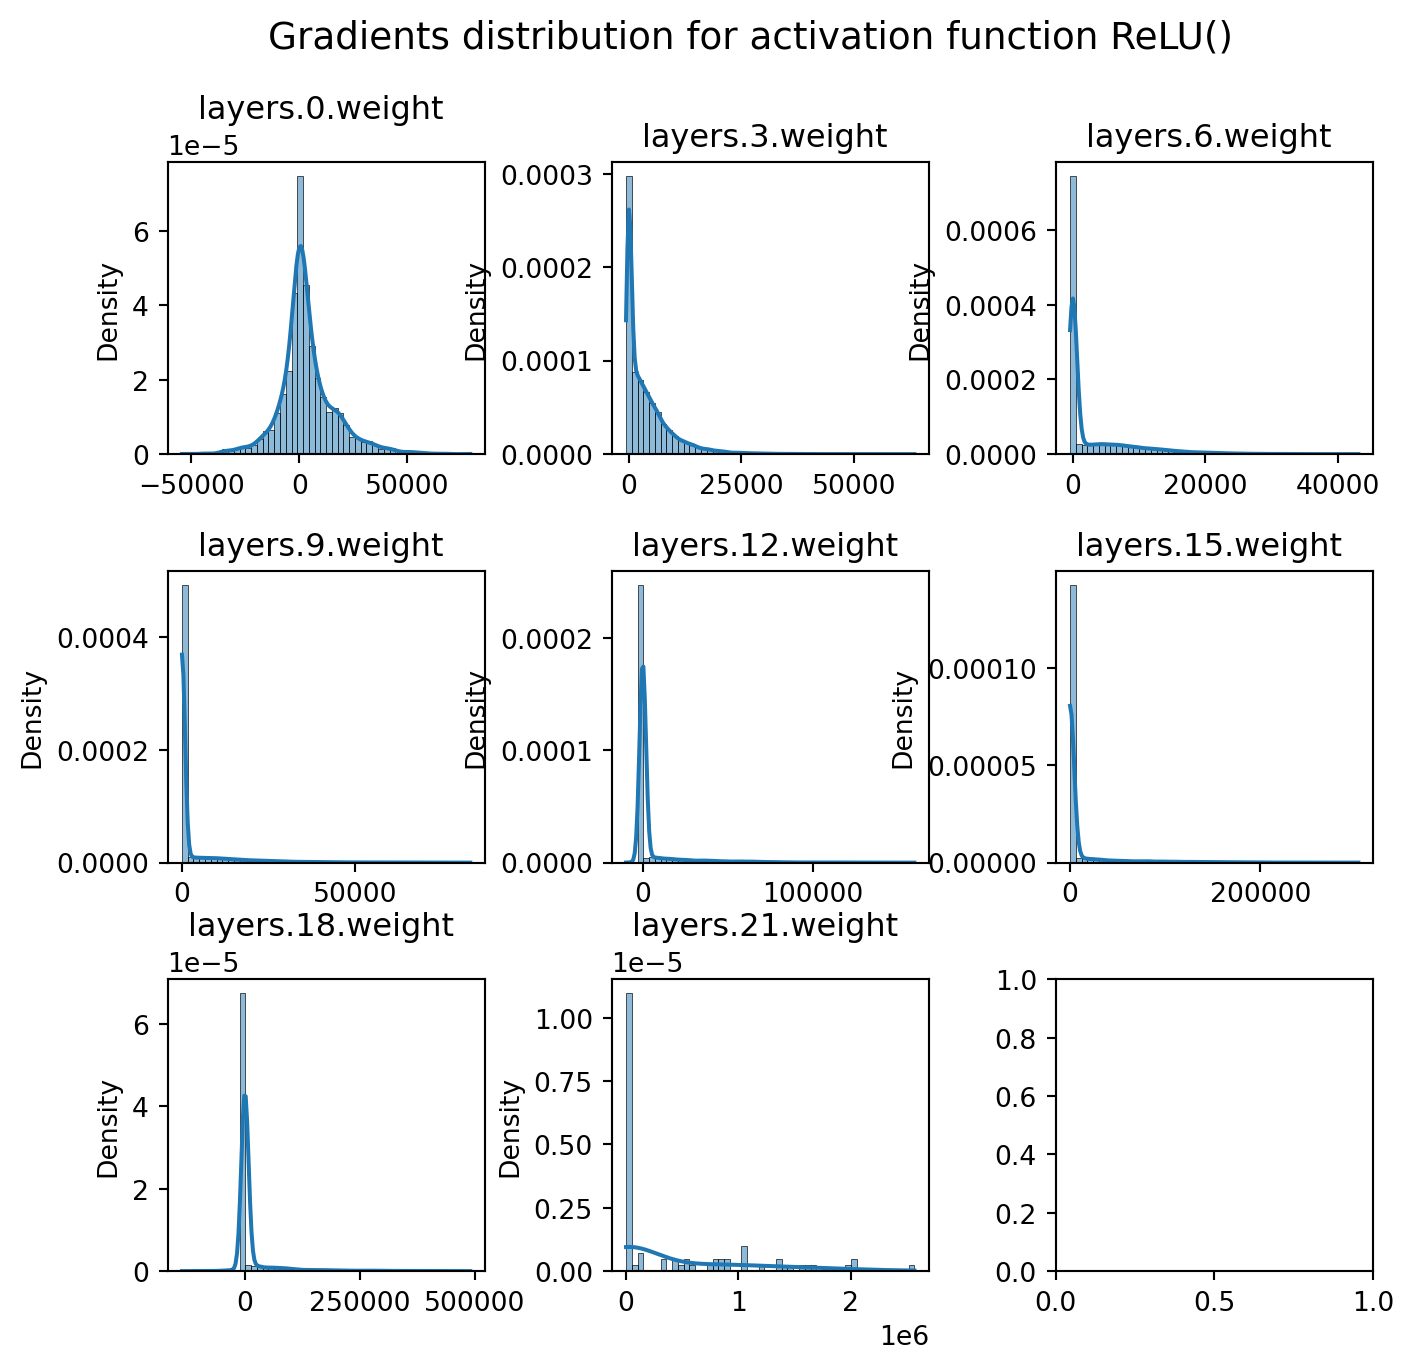 Gradients distribution for activation function ReLU()
layers.0.weight
1e−5
Density
6
4
2
0
−50000 0 50000
layers.3.weight
Density
0.0003
0.0002
0.0001
0.0000
0 25000 50000
layers.6.weight
Density
0.0006
0.0004
0.0002
0.0000
0 20000 40000
layers.9.weight
Density
0.0004
0.0002
0.0000
0 50000
layers.12.weight
Density
0.0002
0.0001
0.0000
0 100000
layers.15.weight
Density
0.00010
0.00005
0.00000
0 200000
layers.18.weight
1e−5
Density
6
4
2
0
0 250000 500000
layers.21.weight
1e−5
Density
1.00
0.75
0.50
0.25
0.00
0 1 2
1e6
1.0
0.8
0.6
0.4
0.2
0.0
0.0 0.5 1.0